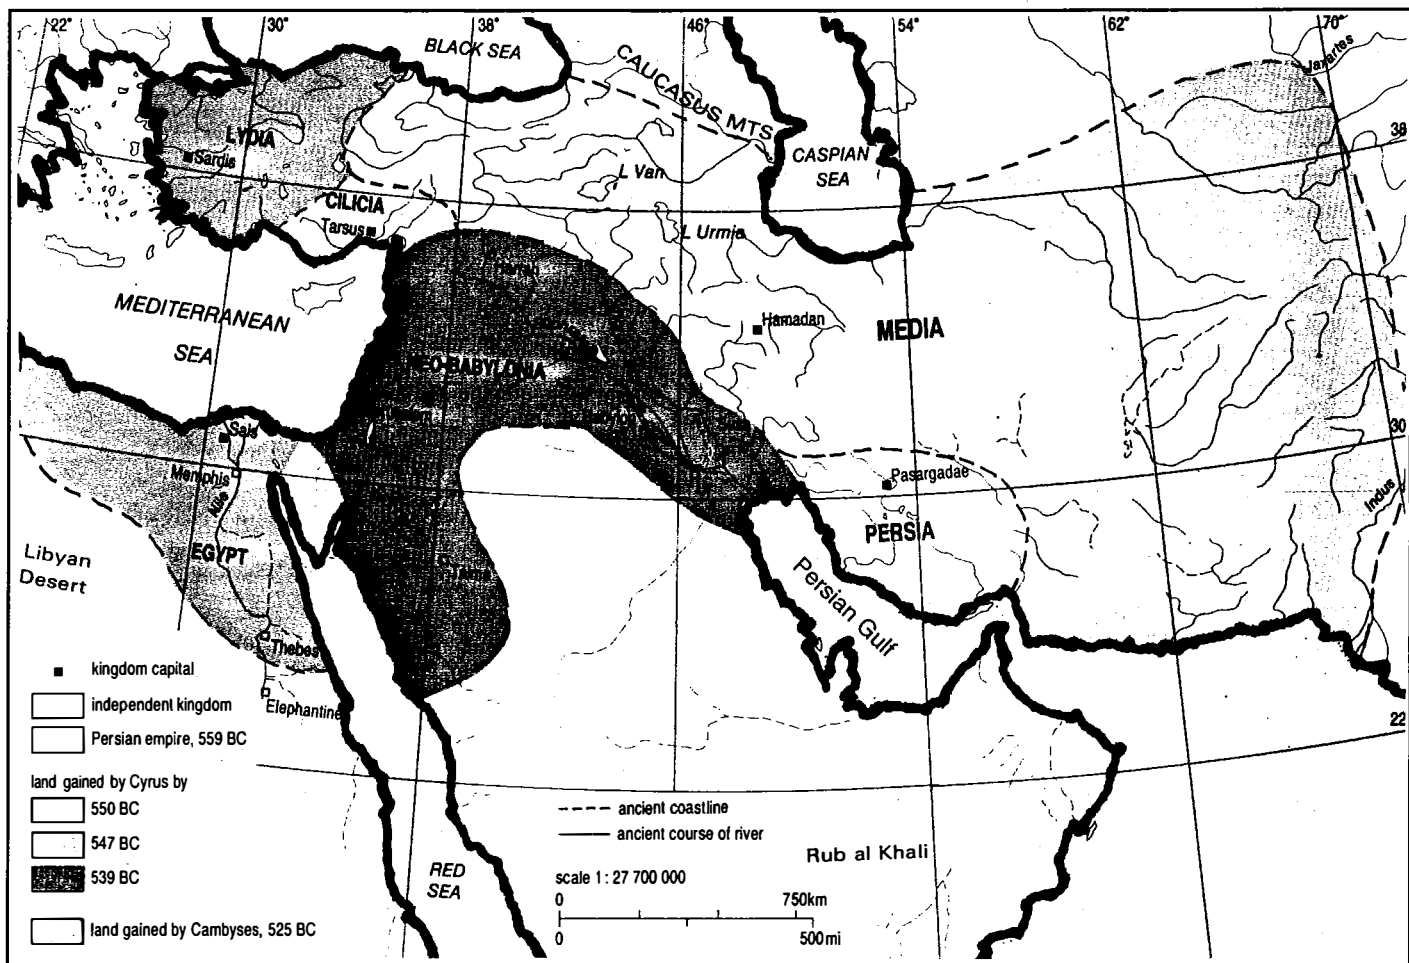 22°
30°
38°
46°
54°
62°
70°
BLACK SEA
CAUCASUS MTS
Jaxartes
38
LYDIA
Sardis
L Van
CASPIAN
SEA
CILICIA
Tarsus
L Urmia
Harran
MEDITERRANEAN
SEA
Hamadan
MEDIA
NEO-BABYLONIA
Sais
30
Memphis
Pasargadae
Nile
Indus
EGYPT
PERSIA
Libyan
Desert
Persian Gulf
Thebes
kingdom capital
Elephantine
independent kingdom
Persian empire, 559 BC
22
land gained by Cyrus by
550 BC
547 BC
539 BC
land gained by Cambyses, 525 BC
ancient coastline
ancient course of river
Rub al Khali
RED
SEA
scale 1 : 27 700 000
0
750km
0
500mi